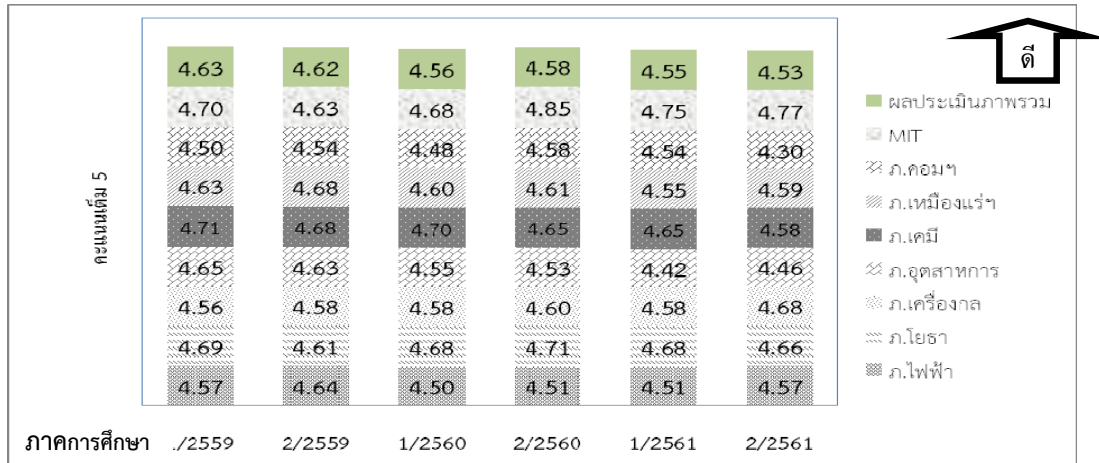 ดี
4.63 4.62 4.56 4.58 4.55 4.53
4.70 4.63 4.68 4.85 4.75 4.77
4.50 4.54 4.48 4.58 4.54 4.30
4.63 4.68 4.60 4.61 4.55 4.59
4.71 4.68 4.70 4.65 4.65 4.58
4.65 4.63 4.55 4.53 4.42 4.46
4.56 4.58 4.58 4.60 4.58 4.68
4.69 4.61 4.68 4.71 4.68 4.66
4.57 4.64 4.50 4.51 4.51 4.57
คะแนนเต็ม 5
ผลประเมินภาพรวม
MIT
ภ.คอมฯ
ภ.เหมืองแร่ฯ
ภ.เคมี
ภ.อุตสาหการ
ภ.เครื่องกล
ภ.โยธา
ภ.ไฟฟ้า
ภาคการศึกษา ./2559 2/2559 1/2560 2/2560 1/2561 2/2561